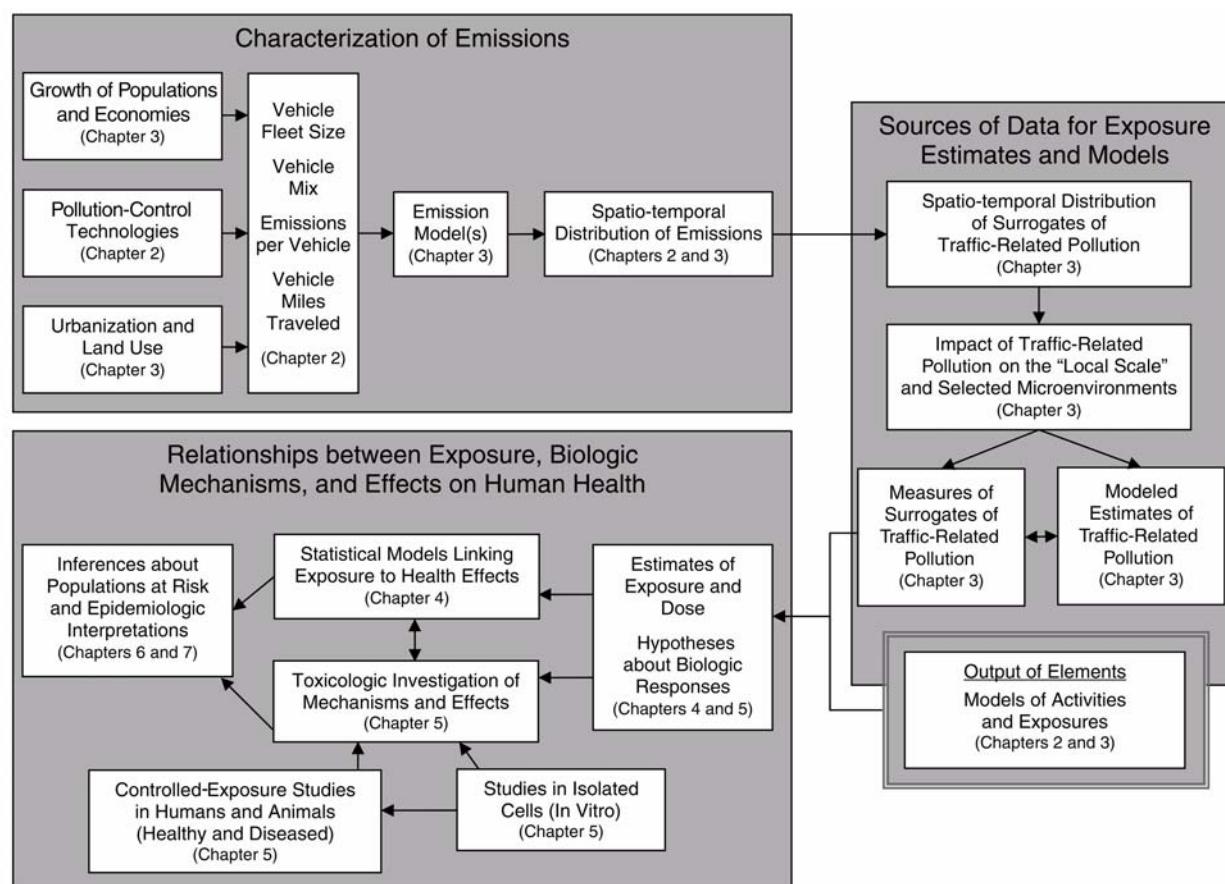 Characterization of Emissions
Growth of Populations
and Economies
(Chapter 3)
Pollution-Control
Technologies
(Chapter 2)
Urbanization and
Land Use
(Chapter 3)
Vehicle
Fleet Size
Vehicle
Mix
Emissions
per Vehicle
Vehicle
Miles
Traveled
(Chapter 2)
Emission
Model(s)
(Chapter 3)
Spatio-temporal
Distribution of Emissions
(Chapters 2 and 3)
Sources of Data for Exposure
Estimates and Models
Spatio-temporal Distribution
of Surrogates of
Traffic-Related Pollution
(Chapter 3)
Impact of Traffic-Related
Pollution on the “Local Scale”
and Selected Microenvironments
(Chapter 3)
Measures of
Surrogates of
Traffic-Related
Pollution
(Chapter 3)
Modeled
Estimates of
Traffic-Related
Pollution
(Chapter 3)
Output of Elements
Models of Activities
and Exposures
(Chapters 2 and 3)
Relationships between Exposure, Biologic
Mechanisms, and Effects on Human Health
Inferences about
Populations at Risk
and Epidemiologic
Interpretations
(Chapters 6 and 7)
Statistical Models Linking
Exposure to Health Effects
(Chapter 4)
Toxicologic Investigation of
Mechanisms and Effects
(Chapter 5)
Estimates of
Exposure and
Dose
Hypotheses
about Biologic
Responses
(Chapters 4 and 5)
Controlled-Exposure Studies
in Humans and Animals
(Healthy and Diseased)
(Chapter 5)
Studies in Isolated
Cells (In Vitro)
(Chapter 5)